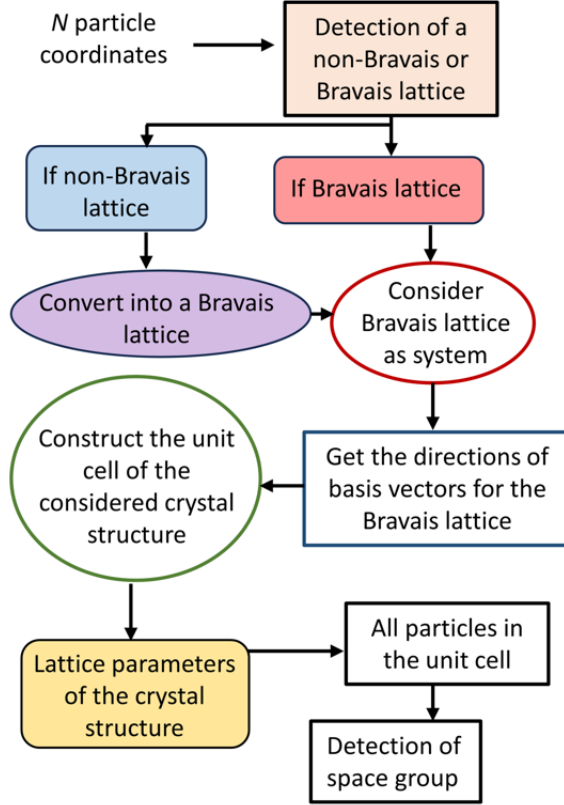 N particle
coordinates
Detection of a
non-Bravais or
Bravais lattice
If non-Bravais
lattice
If Bravais lattice
Convert into a Bravais
lattice
Consider
Bravais lattice
as system
Construct the unit
cell of the
considered crystal
structure
Get the directions of
basis vectors for the
Bravais lattice
Lattice parameters
of the crystal
structure
All particles in
the unit cell
Detection of
space group